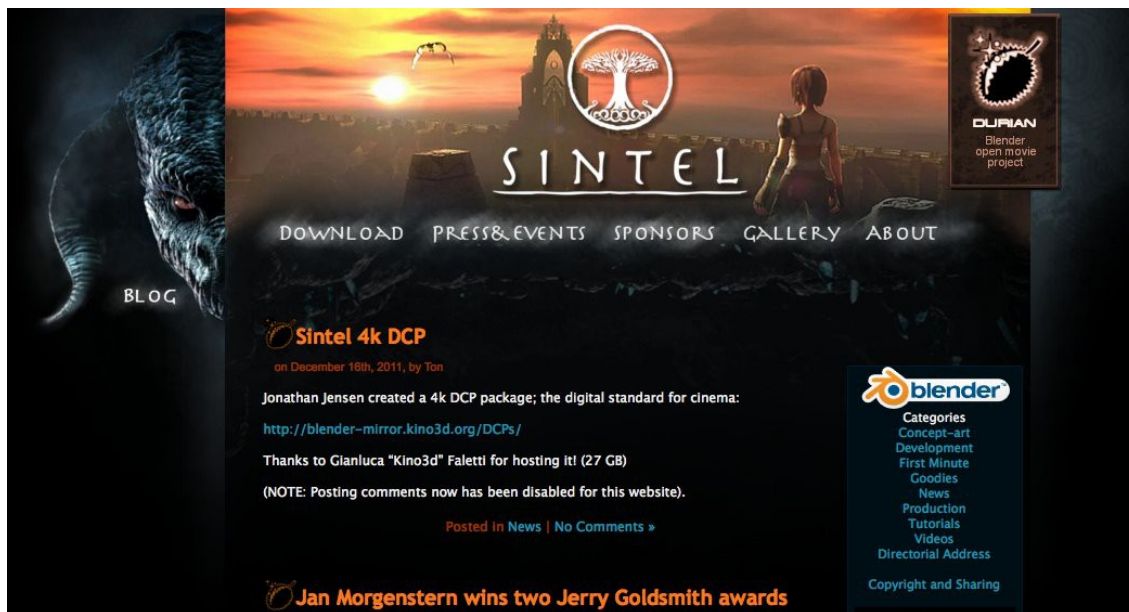 DURIAN
Blender
open movie
project
SINTEL
DOWNLOAD PRESS&EVENTS SPONSORS GALLERY ABOUT
BLOG
Sintel 4k DCP
on December 16th, 2011, by Ton
Jonathan Jensen created a 4k DCP package; the digital standard for cinema:
http://blender-mirror.kino3d.org/DCPs/
Thanks to Gianluca “Kino3d” Faletti for hosting it! (27 GB)
(NOTE: Posting comments now has been disabled for this website).
Posted in News | No Comments »
Jan Morgenstern wins two Jerry Goldsmith awards
blender™
Categories
Concept-art
Development
First Minute
Goodies
News
Production
Tutorials
Videos
Directorial Address
Copyright and Sharing